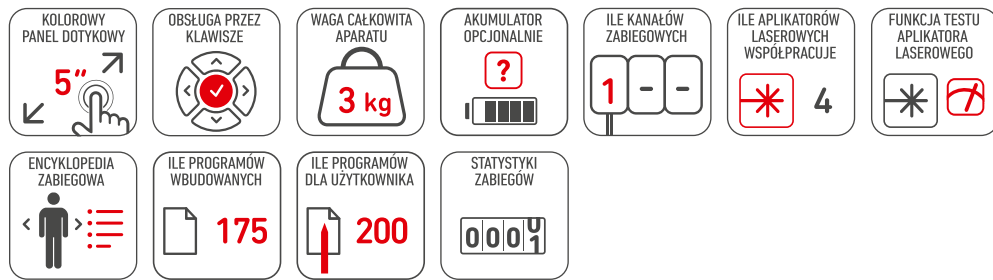 KOLOROWY
PANEL DOTYKOWY
5”
OBSŁUGA PRZEZ
KLAWISZE
WAGA CAŁKOWITA
APARATU
3 kg
AKUMULATOR
OPCJONALNIE
?
ILE KANAŁÓW
ZABIEGOWYCH
1 - -
ILE APLIKATORÓW
LASEROWYCH
WSPÓŁPRACUJE
4
FUNKCJA TESTU
APLIKATORA
LASEROWEGO
ENCYKLOPEDIA
ZABIEGOWA
ILE PROGRAMÓW
WBUDOWANYCH
175
ILE PROGRAMÓW
DLA UŻYTKOWNIKA
200
STATYSTYKI
ZABIEGÓW
0001